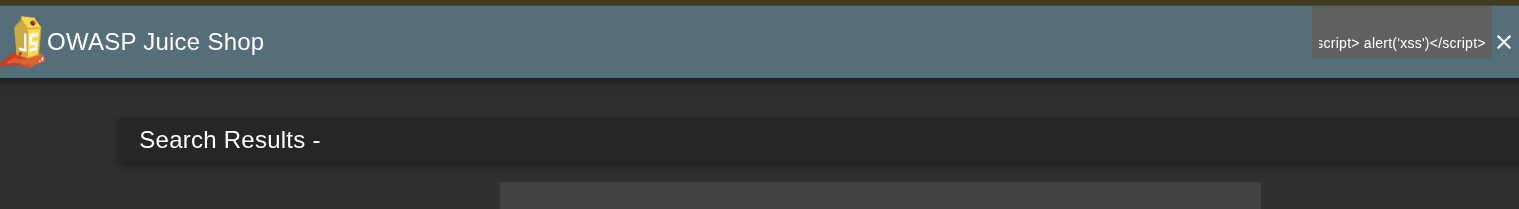 OWASP Juice Shop
script> alert('xss')</script>
Search Results -